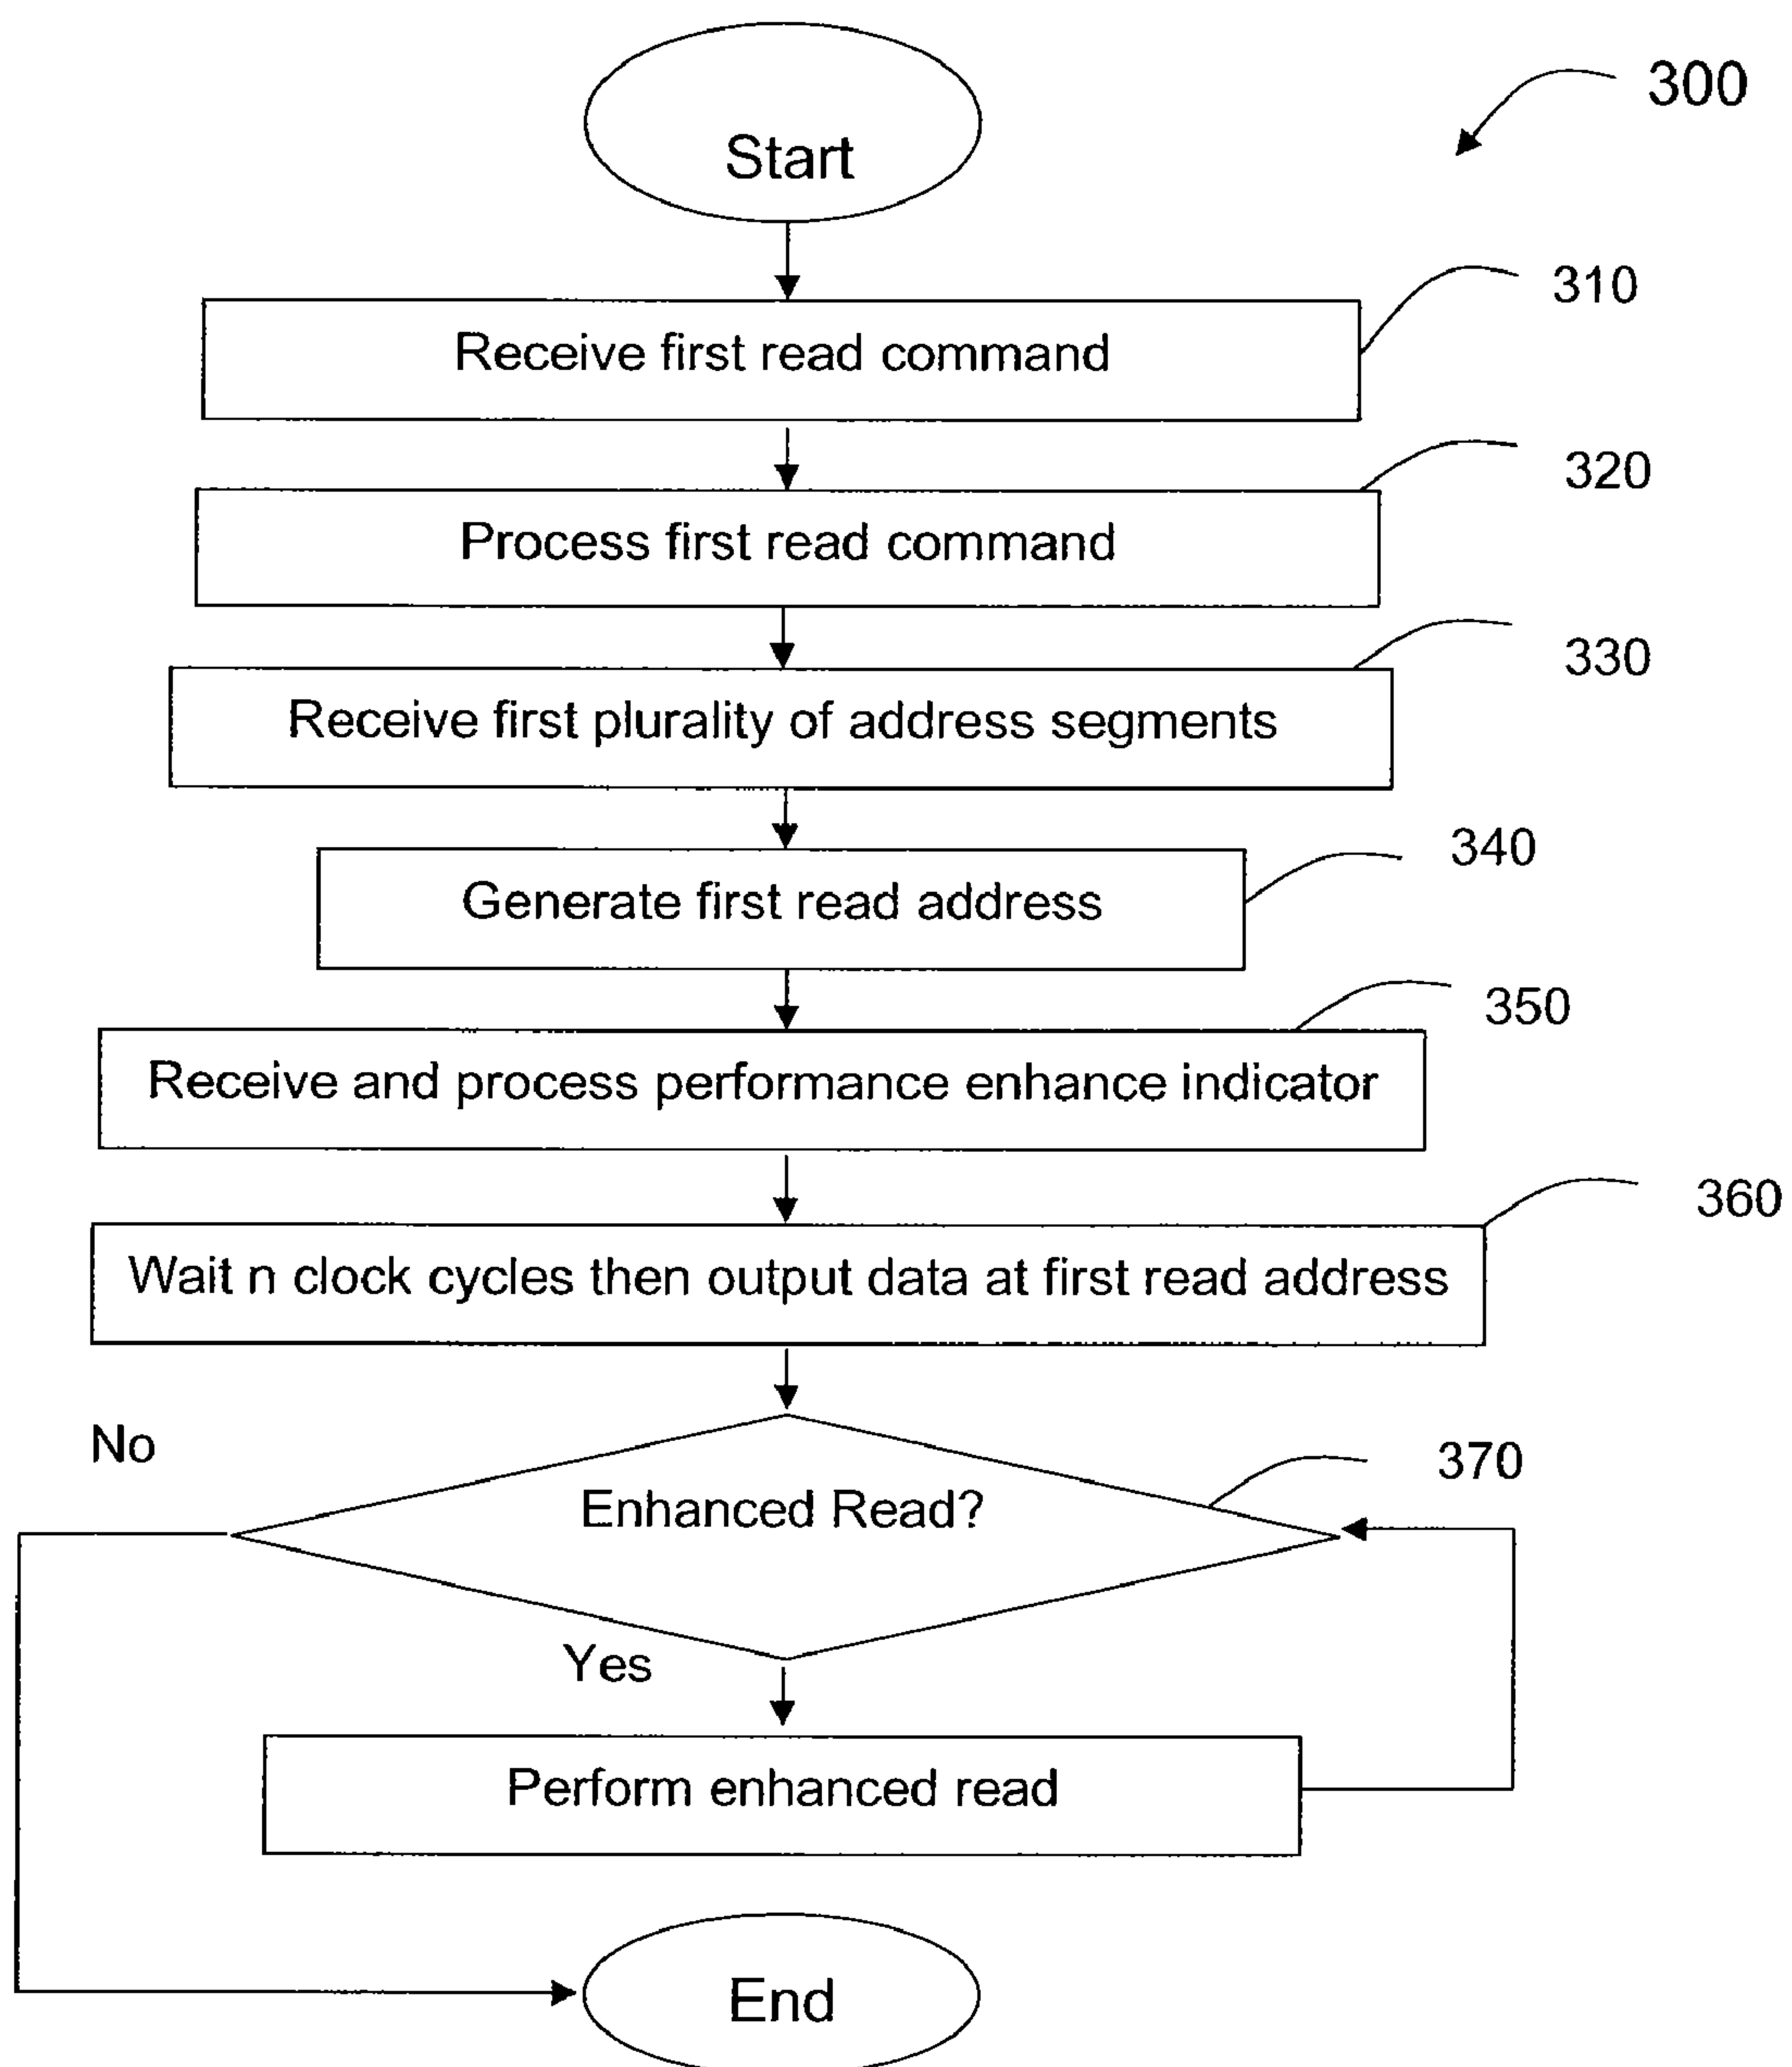 Start
300
310
Receive first read command
320
Process first read command
330
Receive first plurality of address segments
340
Generate first read address
350
Receive and process performance enhance indicator
360
Wait n clock cycles then output data at first read address
No
370
Enhanced Read?
Yes
Perform enhanced read
End